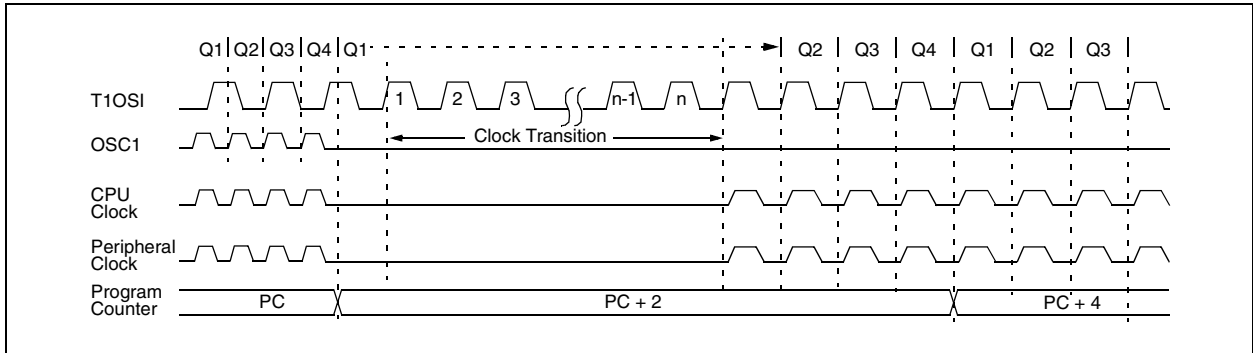 Q1 Q2 Q3 Q4 Q1 Q2 Q3 Q4 Q1 Q2 Q3
T1OSI 1 2 3 n-1 n
Clock Transition
OSC1
CPU
Clock
Peripheral
Clock
Program
Counter
PC PC + 2 PC + 4